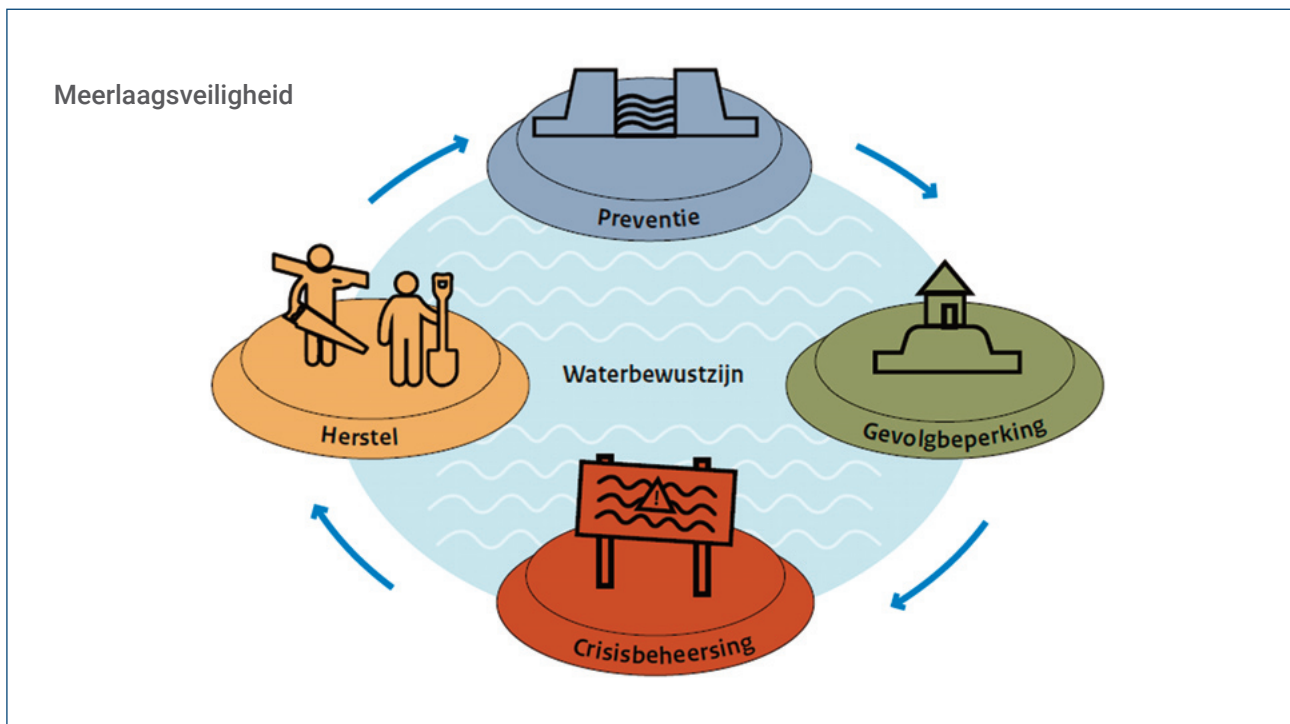 Meerlaagsveiligheid
Preventie
Waterbewustzijn
Herstel
Gevolgbeperking
Crisisbeheersing